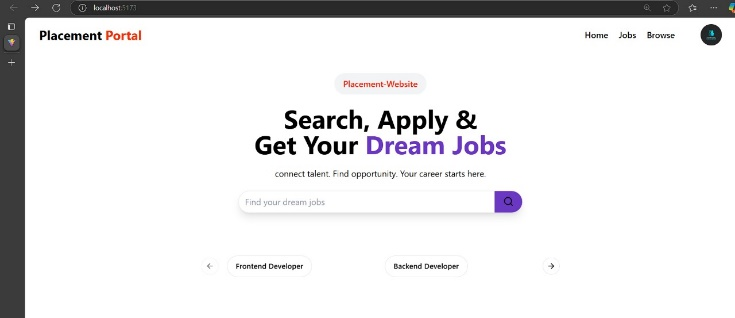 localhost:5173
Placement Portal
Home Jobs Browse
Placement-Website
Search, Apply &
Get Your Dream Jobs
connect talent. Find opportunity. Your career starts here.
Find your dream jobs
Frontend Developer
Backend Developer